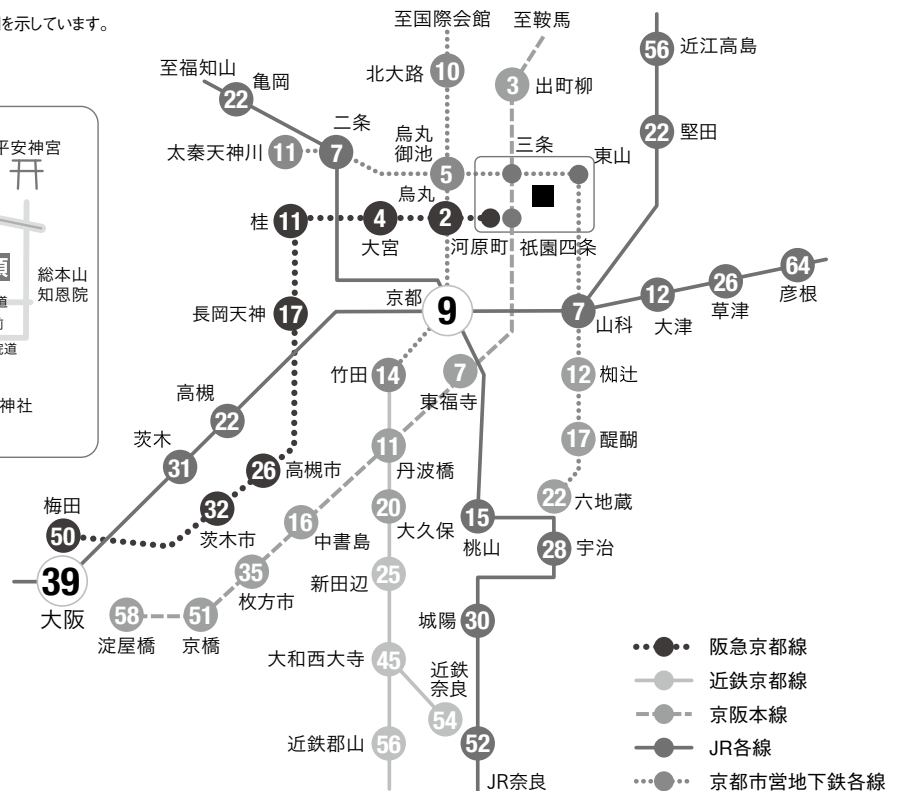 を示しています。
平安神宮
総本山
知恩院
神社
至国際会館
至鞍馬
56 近江高島
至福知山
亀岡
22
北大路 10
3 出町柳
二条
7
太秦天神川 11
烏丸
御池
5
22 堅田
三条
東山
烏丸
桂 11
4
2
大宮
河原町
祇園四条
京都
9
7
山科
12
大津
26
草津
64
彦根
長岡天神 17
竹田 14
7
東福寺
12 椥辻
高槻
22
茨木
31
11
丹波橋
17 醍醐
26 高槻市
22 六地蔵
梅田
50
32
茨木市
16
中書島
20
大久保
15
桃山
28 宇治
39
大阪
35
枚方市
新田辺 25
58
淀屋橋
51
京橋
城陽 30
大和西大寺 45
近鉄
奈良
54
近鉄郡山 56
52
JR奈良
阪急京都線
近鉄京都線
京阪本線
JR各線
京都市営地下鉄各線